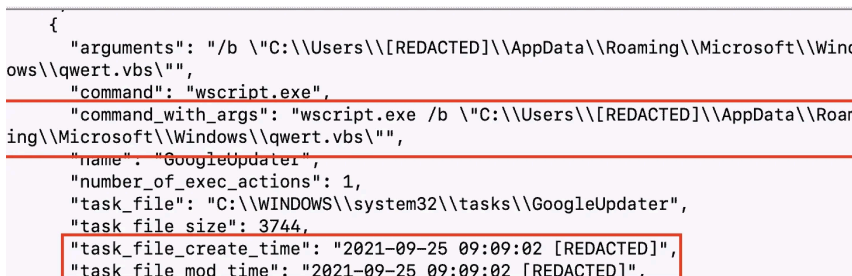 {
"arguments": "/b \"C:\\Users\\[REDACTED]\\AppData\\Roaming\\Microsoft\\Wind
ows\\qwert.vbs\"",
"command": "wscript.exe",
"command_with_args": "wscript.exe /b \"C:\\Users\\[REDACTED]\\AppData\\Roam
ing\\Microsoft\\Windows\\qwert.vbs\"",
"name": "GoogleUpdater",
"number_of_exec_actions": 1,
"task_file": "C:\\WINDOWS\\system32\\tasks\\GoogleUpdater",
"task_file_size": 3744,
"task_file_create_time": "2021-09-25 09:09:02 [REDACTED]",
"task_file_mod_time": "2021-09-25 09:09:02 [REDACTED]",